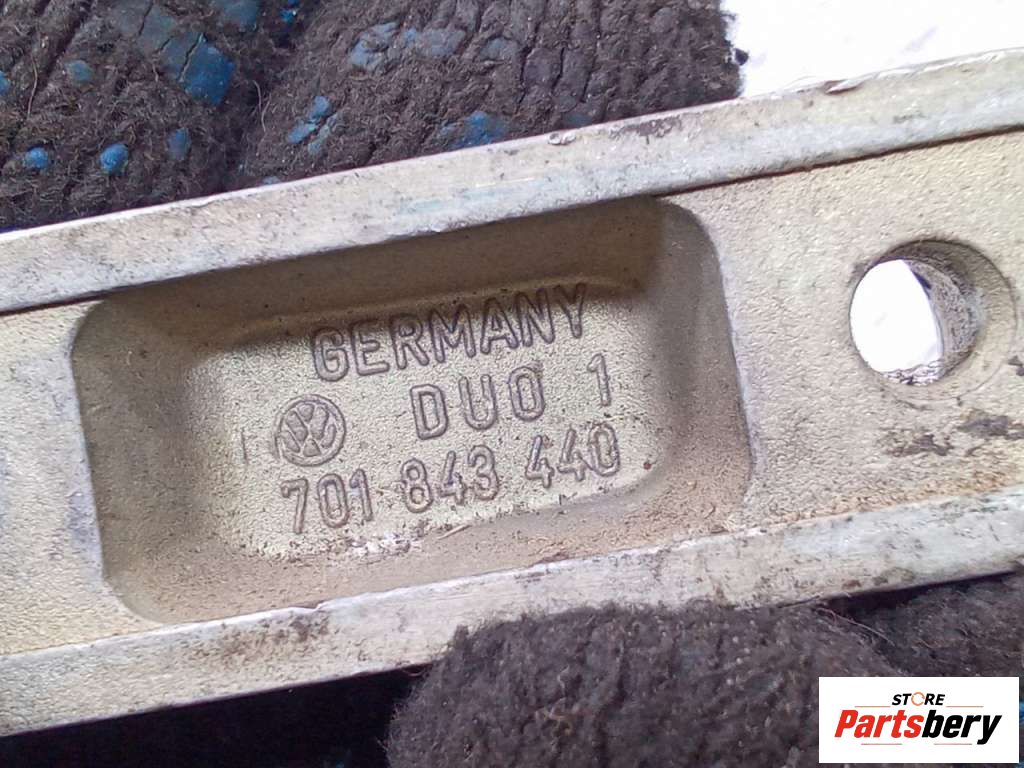 GERMANY
DUO 1
701 843 440
STORE
Partsbery